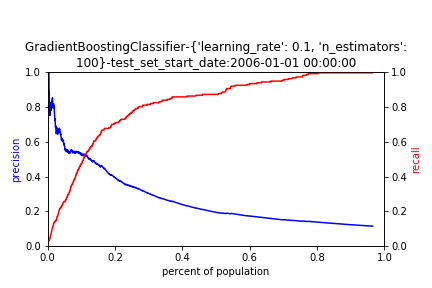 GradientBoostingClassifier-{'learning_rate': 0.1, 'n_estimators':
100}-test_set_start_date:2006-01-01 00:00:00
1.0
0.8
0.6
0.4
0.2
0.0
precision
1.0
0.8
0.6
0.4
0.2
0.0
recall
0.0 0.2 0.4 0.6 0.8 1.0
percent of population